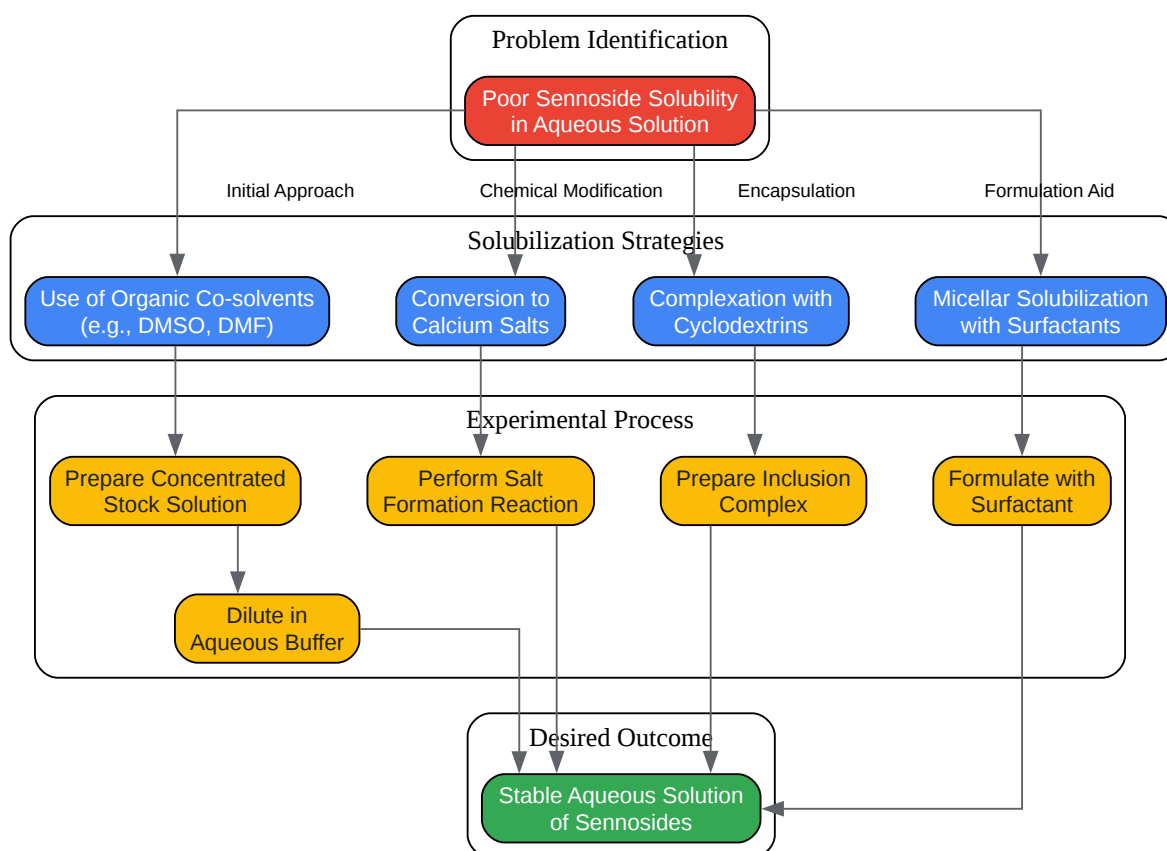 Problem Identification
Poor Sennoside Solubility
in Aqueous Solution
Initial Approach
Chemical Modification
Encapsulation
Formulation Aid
Solubilization Strategies
Use of Organic Co-solvents
(e.g., DMSO, DMF)
Conversion to
Calcium Salts
Complexation with
Cyclodextrins
Micellar Solubilization
with Surfactants
Experimental Process
Prepare Concentrated
Stock Solution
Perform Salt
Formation Reaction
Prepare Inclusion
Complex
Formulate with
Surfactant
Dilute in
Aqueous Buffer
Desired Outcome
Stable Aqueous Solution
of Sennosides